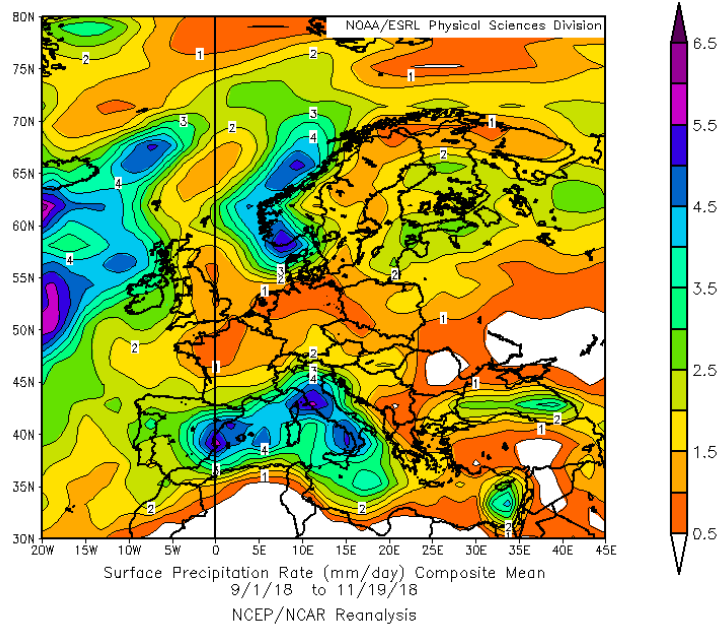 NOAA/ESRL Physical Sciences Division
80N
75N
70N
65N
60N
55N
50N
45N
40N
35N
30N
20W 15W 10W 5W 0 5E 10E 15E 20E 25E 30E 35E 40E 45E
6.5
5.5
4.5
3.5
2.5
1.5
0.5
Surface Precipitation Rate (mm/day) Composite Mean
9/1/18 to 11/19/18
NCEP/NCAR Reanalysis